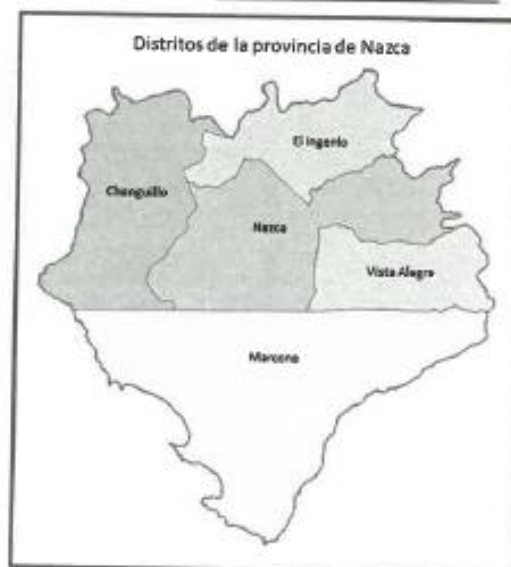 Distritos de la provincia de Nazca
El Ingenio
Changuillo
Nazca
Vista Alegre
Marcona